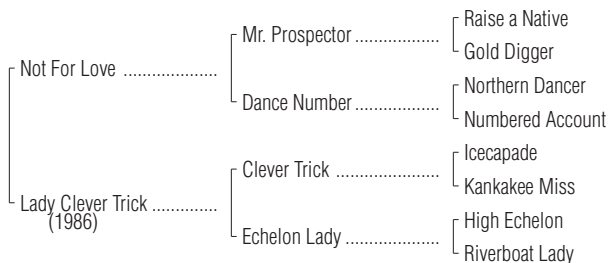 Raise a Native
Mr. Prospector ..................
Gold Digger
Not For Love ....................
Northern Dancer
Dance Number ..................
Numbered Account
Icecapade
Clever Trick ......................
Kankakee Miss
Lady Clever Trick ..............
(1986)
High Echelon
Echelon Lady ....................
Riverboat Lady